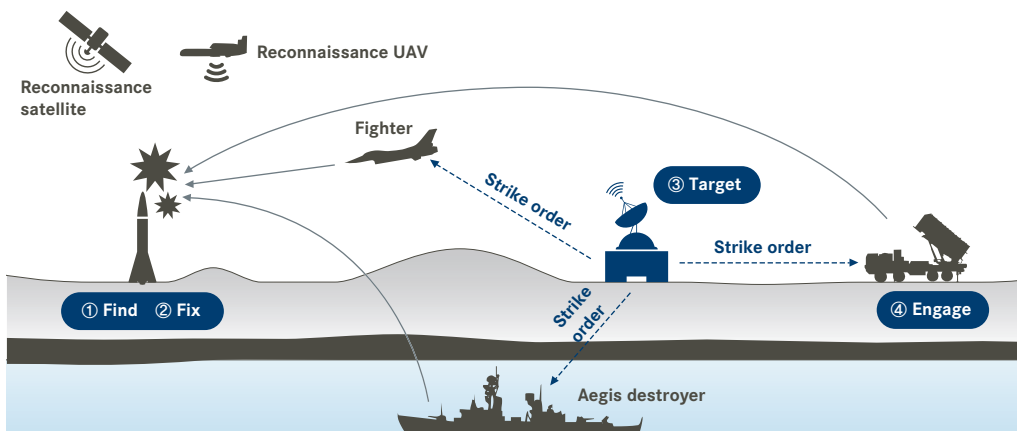 Reconnaissance
satellite
Reconnaissance UAV
Fighter
Strike order
③ Target
Strike order
① Find ② Fix
Strike
order
④ Engage
Aegis destroyer